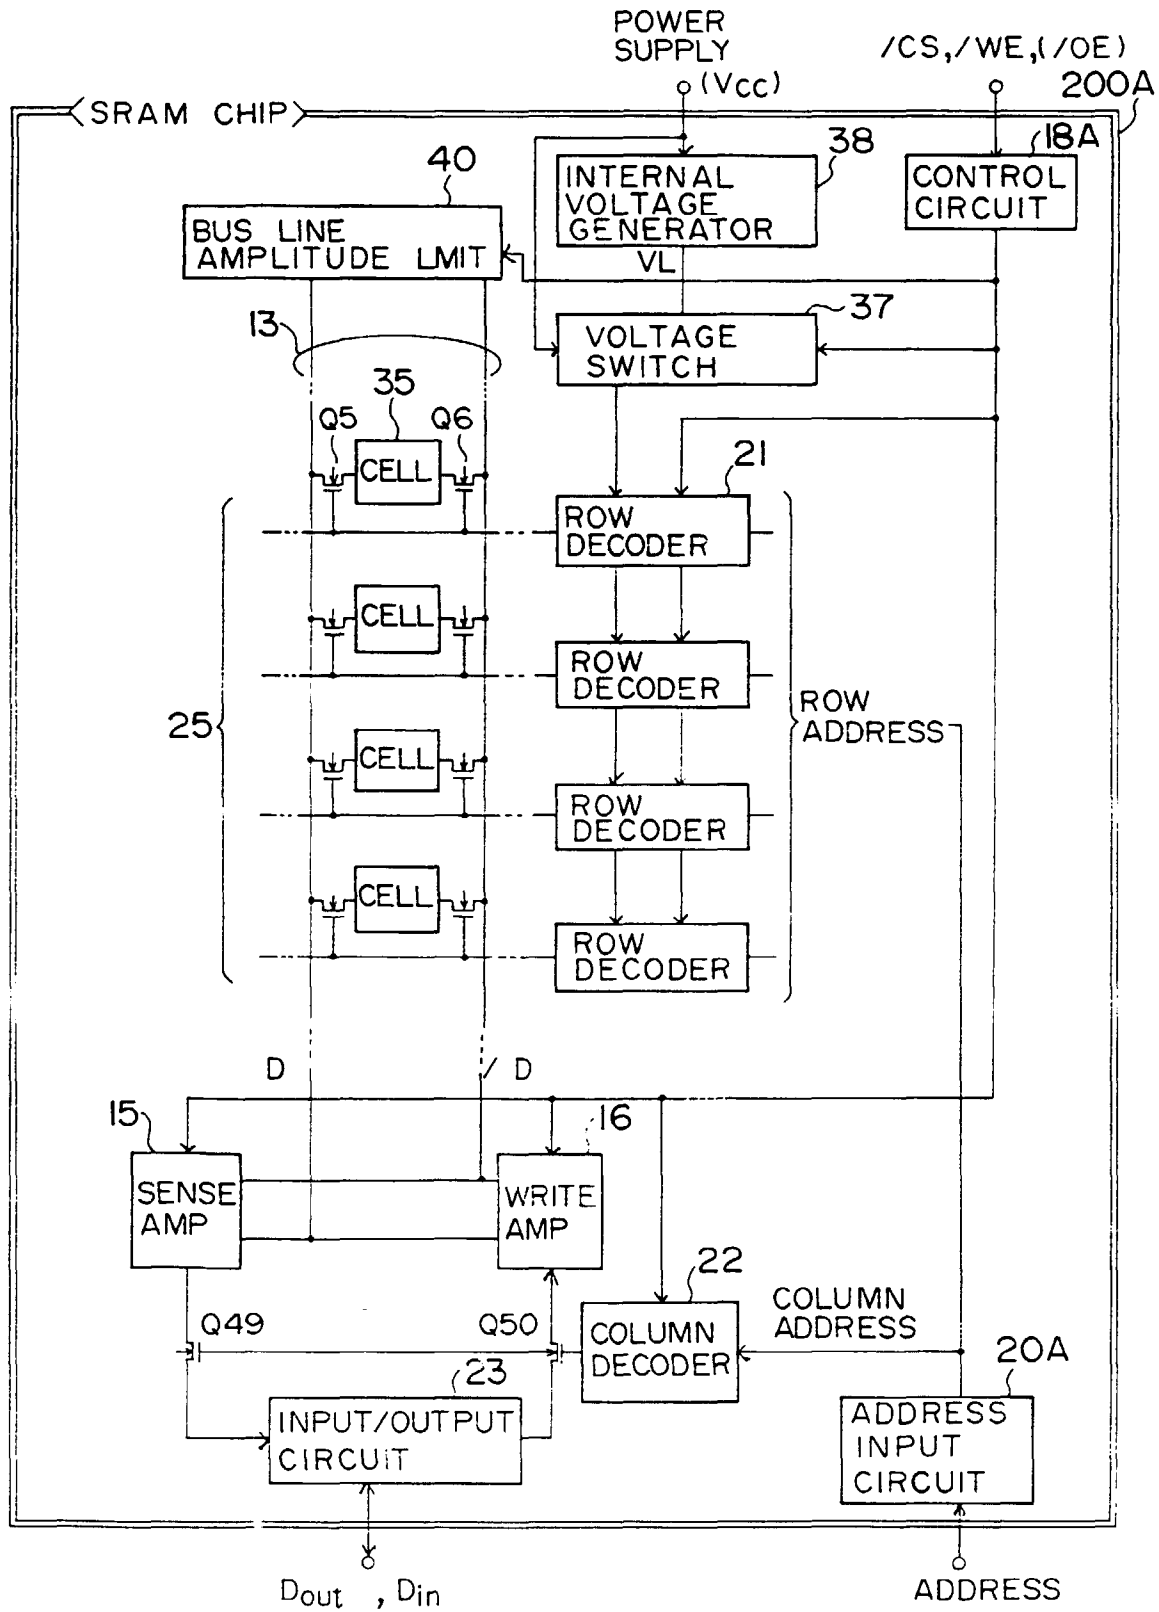 POWER
SUPPLY
(Vcc)
/CS,/WE,(/OE)
200A
SRAM CHIP
40
38
18A
INTERNAL
VOLTAGE
GENERATOR
CONTROL
CIRCUIT
BUS LINE
AMPLITUDE LMIT
VL
37
13
VOLTAGE
SWITCH
35
Q5
Q6
CELL
21
ROW
DECODER
CELL
ROW
DECODER
25
ROW
ADDRESS
CELL
ROW
DECODER
CELL
ROW
DECODER
D
/ D
15
16
SENSE
AMP
WRITE
AMP
22
Q49
Q50
COLUMN
DECODER
COLUMN
ADDRESS
23
20A
INPUT/OUTPUT
CIRCUIT
ADDRESS
INPUT
CIRCUIT
Dout , Din
ADDRESS